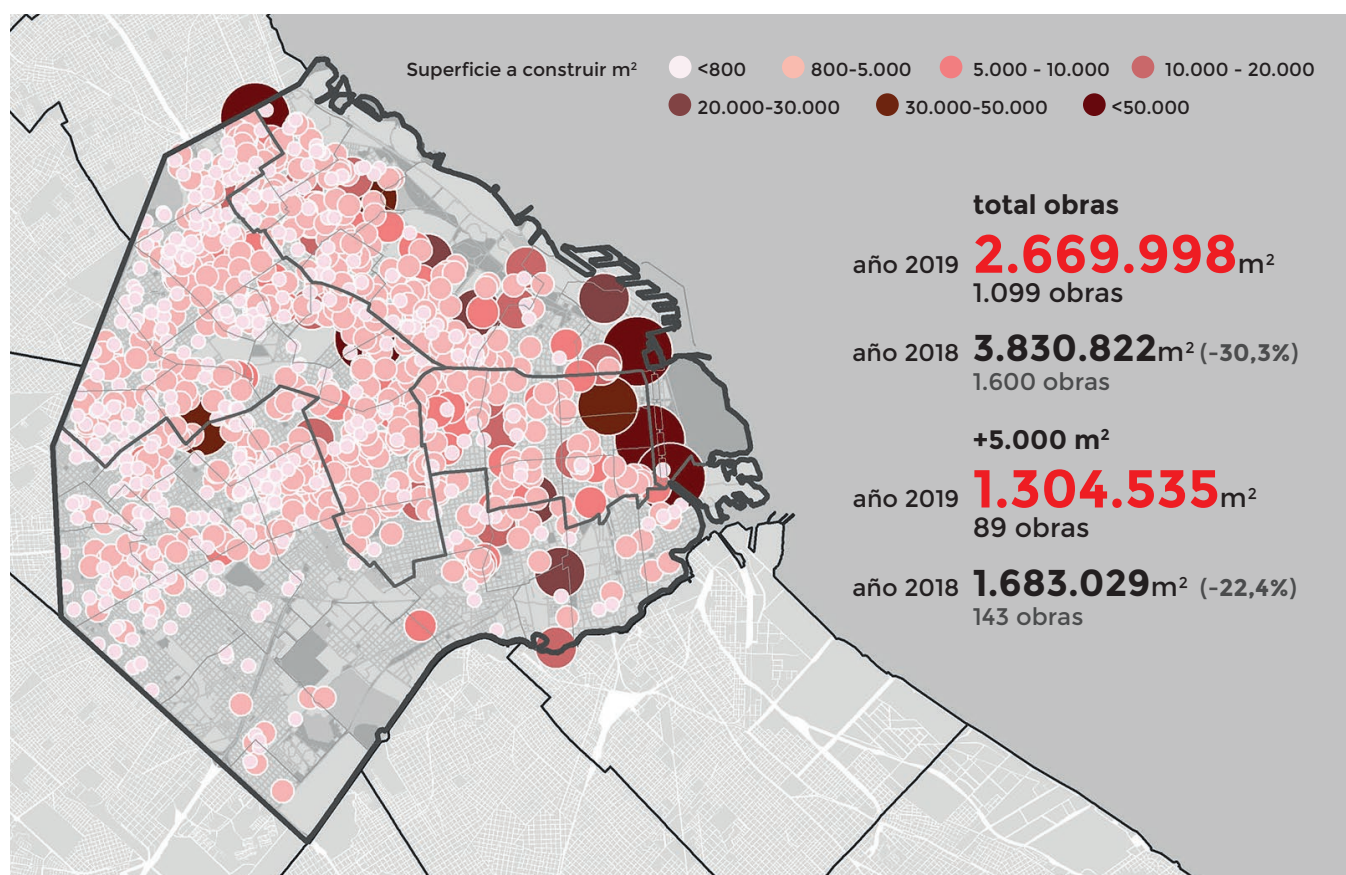 Superficie a construir m² <800 800-5.000 5.000 - 10.000 10.000 - 20.000
20.000-30.000 30.000-50.000 <50.000
total obras
año 2019 2.669.998m²
1.099 obras
año 2018 3.830.822m² (-30,3%)
1.600 obras
+5.000 m²
año 2019 1.304.535m²
89 obras
año 2018 1.683.029m² (-22,4%)
143 obras